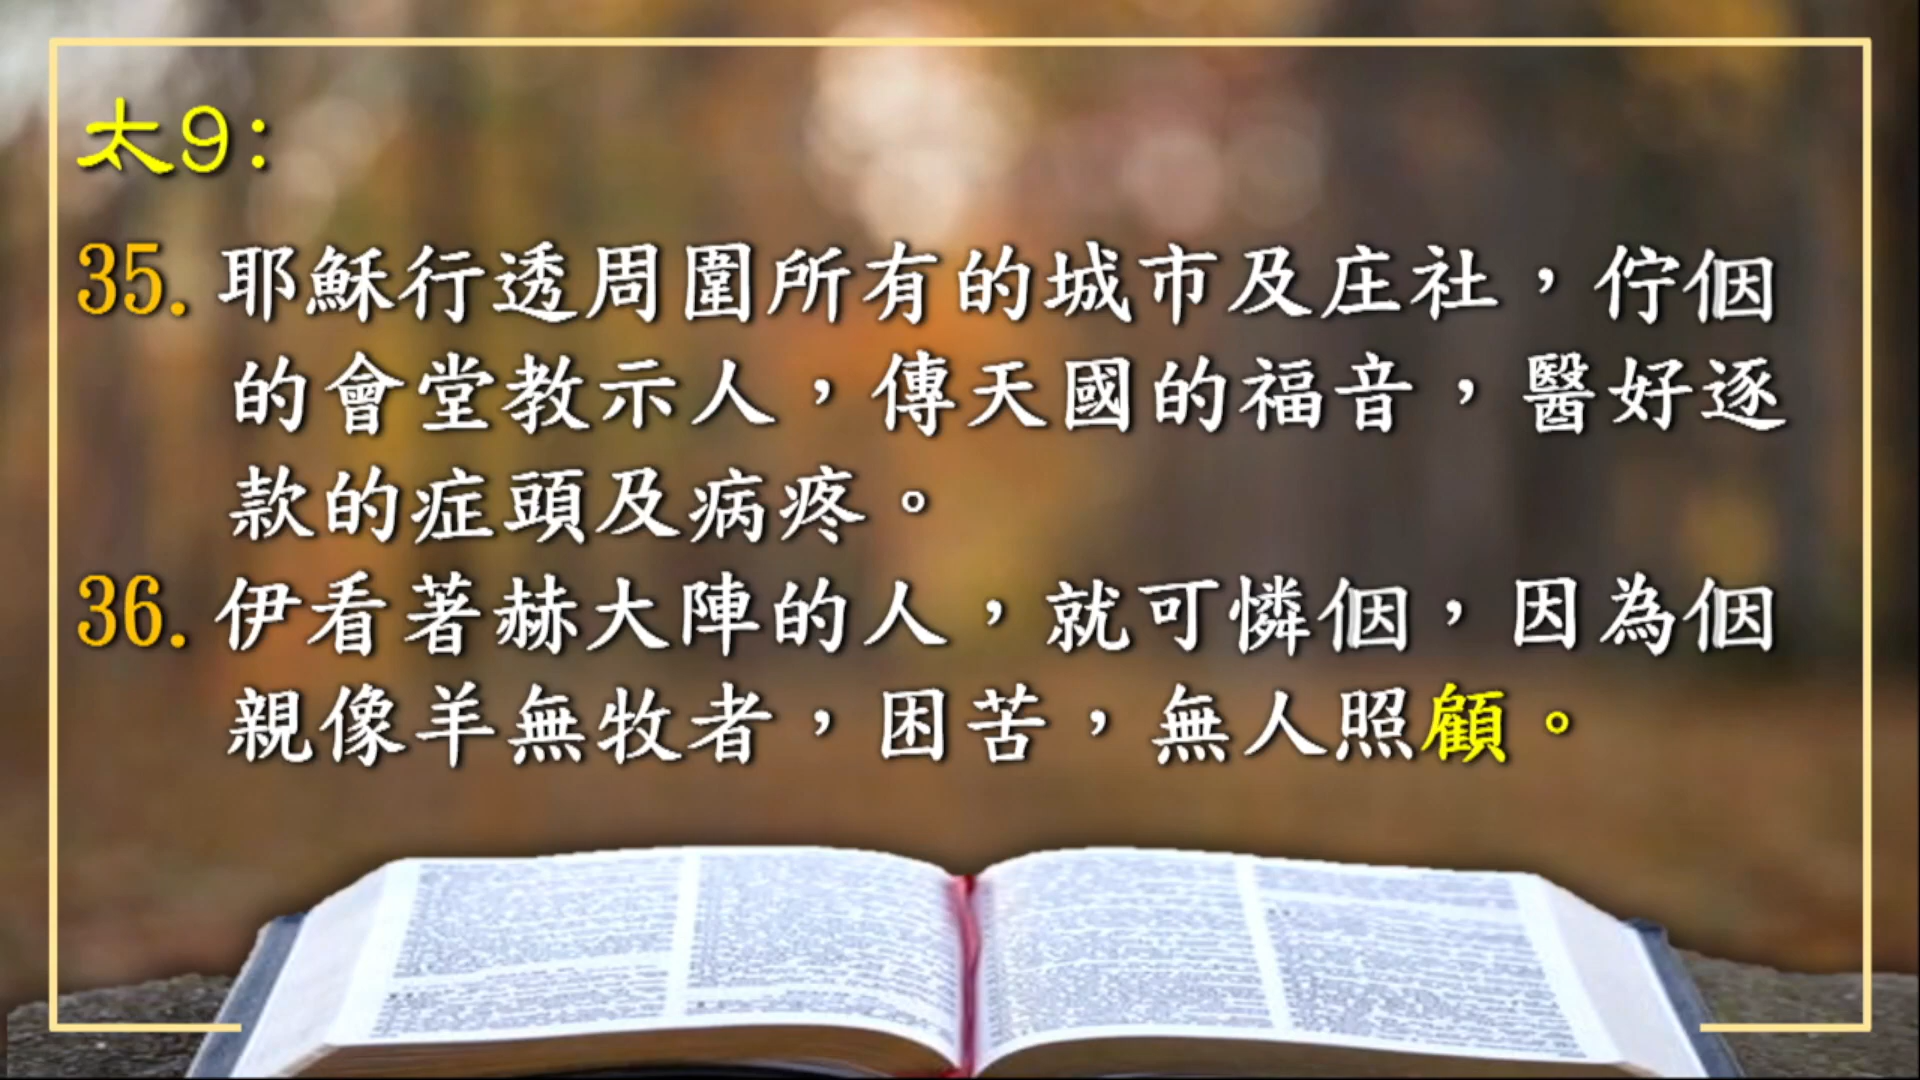 太9:
35. 耶穌行透周圍所有的城市及庄社，佇𪜶
的會堂教示人，傳天國的福音，醫好逐
款的症頭及病疼。
36. 伊看著赫大陣的人，就可憐𪜶，因為𪜶
親像羊無牧者，困苦，無人照顧。